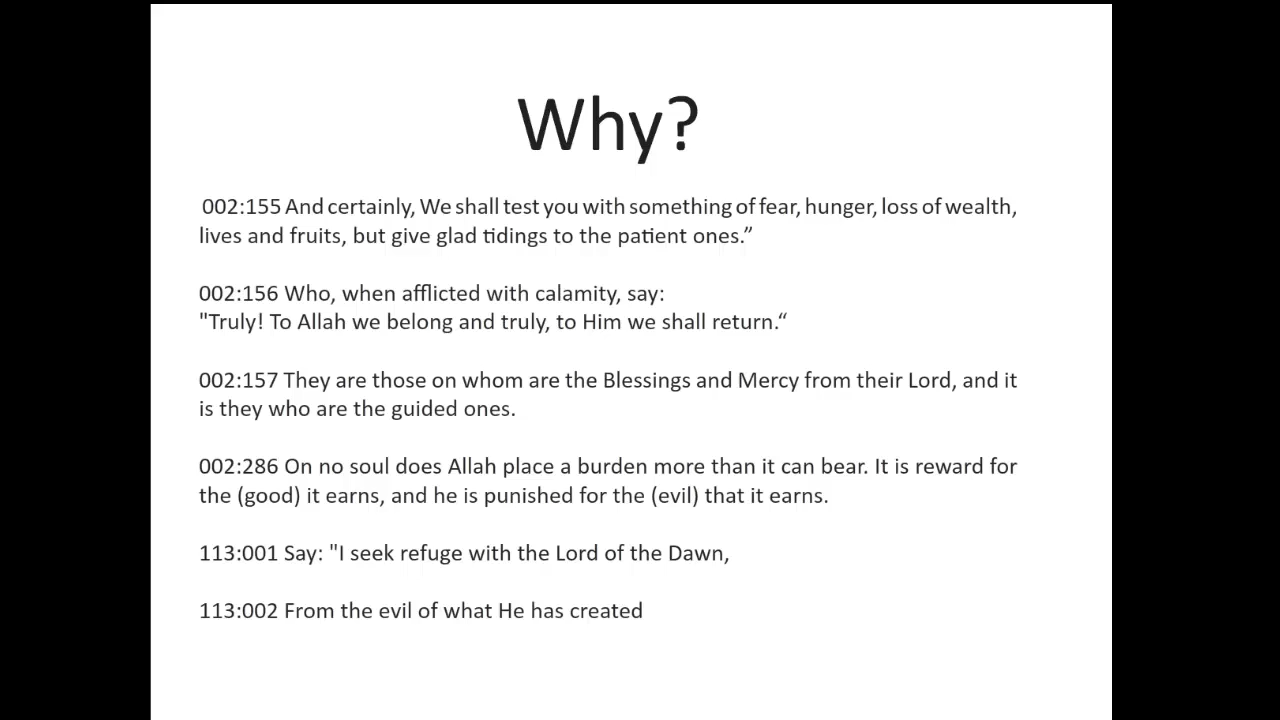 Why?
002:155 And certainly, We shall test you with something of fear, hunger, loss of wealth,
lives and fruits, but give glad tidings to the patient ones.”
002:156 Who, when afflicted with calamity, say:
"Truly! To Allah we belong and truly, to Him we shall return.“
002:157 They are those on whom are the Blessings and Mercy from their Lord, and it
is they who are the guided ones.
002:286 On no soul does Allah place a burden more than it can bear. It is reward for
the (good) it earns, and he is punished for the (evil) that it earns.
113:001 Say: "I seek refuge with the Lord of the Dawn,
113:002 From the evil of what He has created